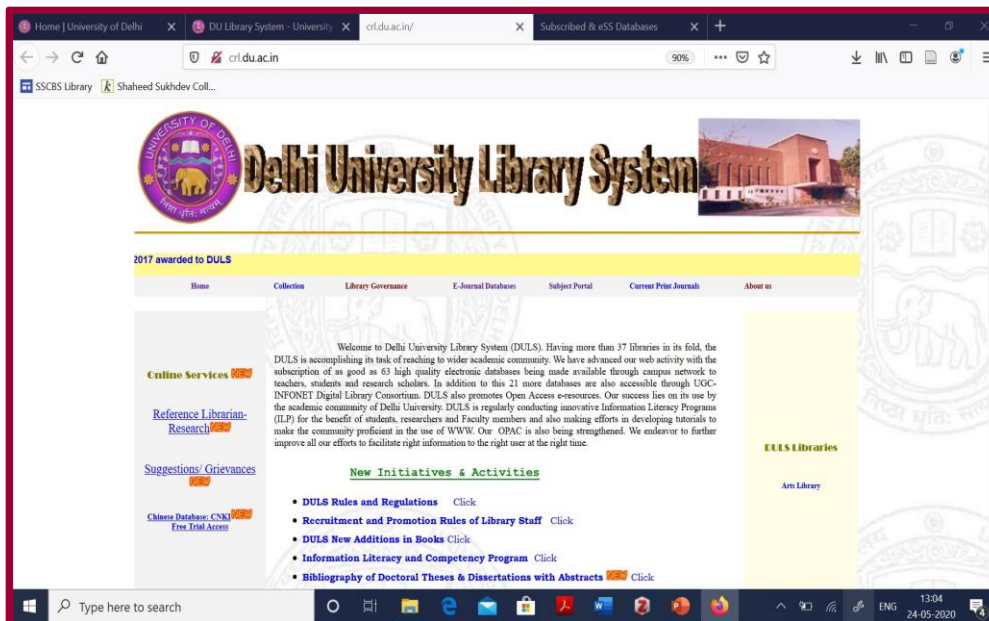 Home | University of Delhi
DU Library System - University
crl.du.ac.in/
Subscribed & eSS Databases
crl.du.ac.in
90%
SSCBS Library
Shaheed Sukhdev Coll...
UNIVERSITY OF DELHI
निष्ठा धृति: सत्यम्
Delhi University Library System
2017 awarded to DULS
Home
Collection
Library Governance
E-Journal Databases
Subject Portal
Current Print Journals
About us
Online Services NEW
Reference Librarian-
Research NEW
Suggestions/ Grievances
NEW
Chinese Database: CNKI NEW
Free Trial Access
Welcome to Delhi University Library System (DULS). Having more than 37 libraries in its fold, the
DULS is accomplishing its task of reaching to wider academic community. We have advanced our web activity with the
subscription of as good as 63 high quality electronic databases being made available through campus network to
teachers, students and research scholars. In addition to this 21 more databases are also accessible through UGC-
INFONET Digital Library Consortium. DULS also promotes Open Access e-resources. Our success lies on its use by
the academic community of Delhi University. DULS is regularly conducting innovative Information Literacy Programs
(ILP) for the benefit of students, researchers and Faculty members and also making efforts in developing tutorials to
make the community proficient in the use of WWW. Our OPAC is also being strengthened. We endeavor to further
improve all our efforts to facilitate right information to the right user at the right time.
New Initiatives & Activities
• DULS Rules and Regulations Click
• Recruitment and Promotion Rules of Library Staff Click
• DULS New Additions in Books Click
• Information Literacy and Competency Program Click
• Bibliography of Doctoral Theses & Dissertations with Abstracts NEW Click
DULS Libraries
Arts Library
Type here to search
ENG
13:04
24-05-2020
4